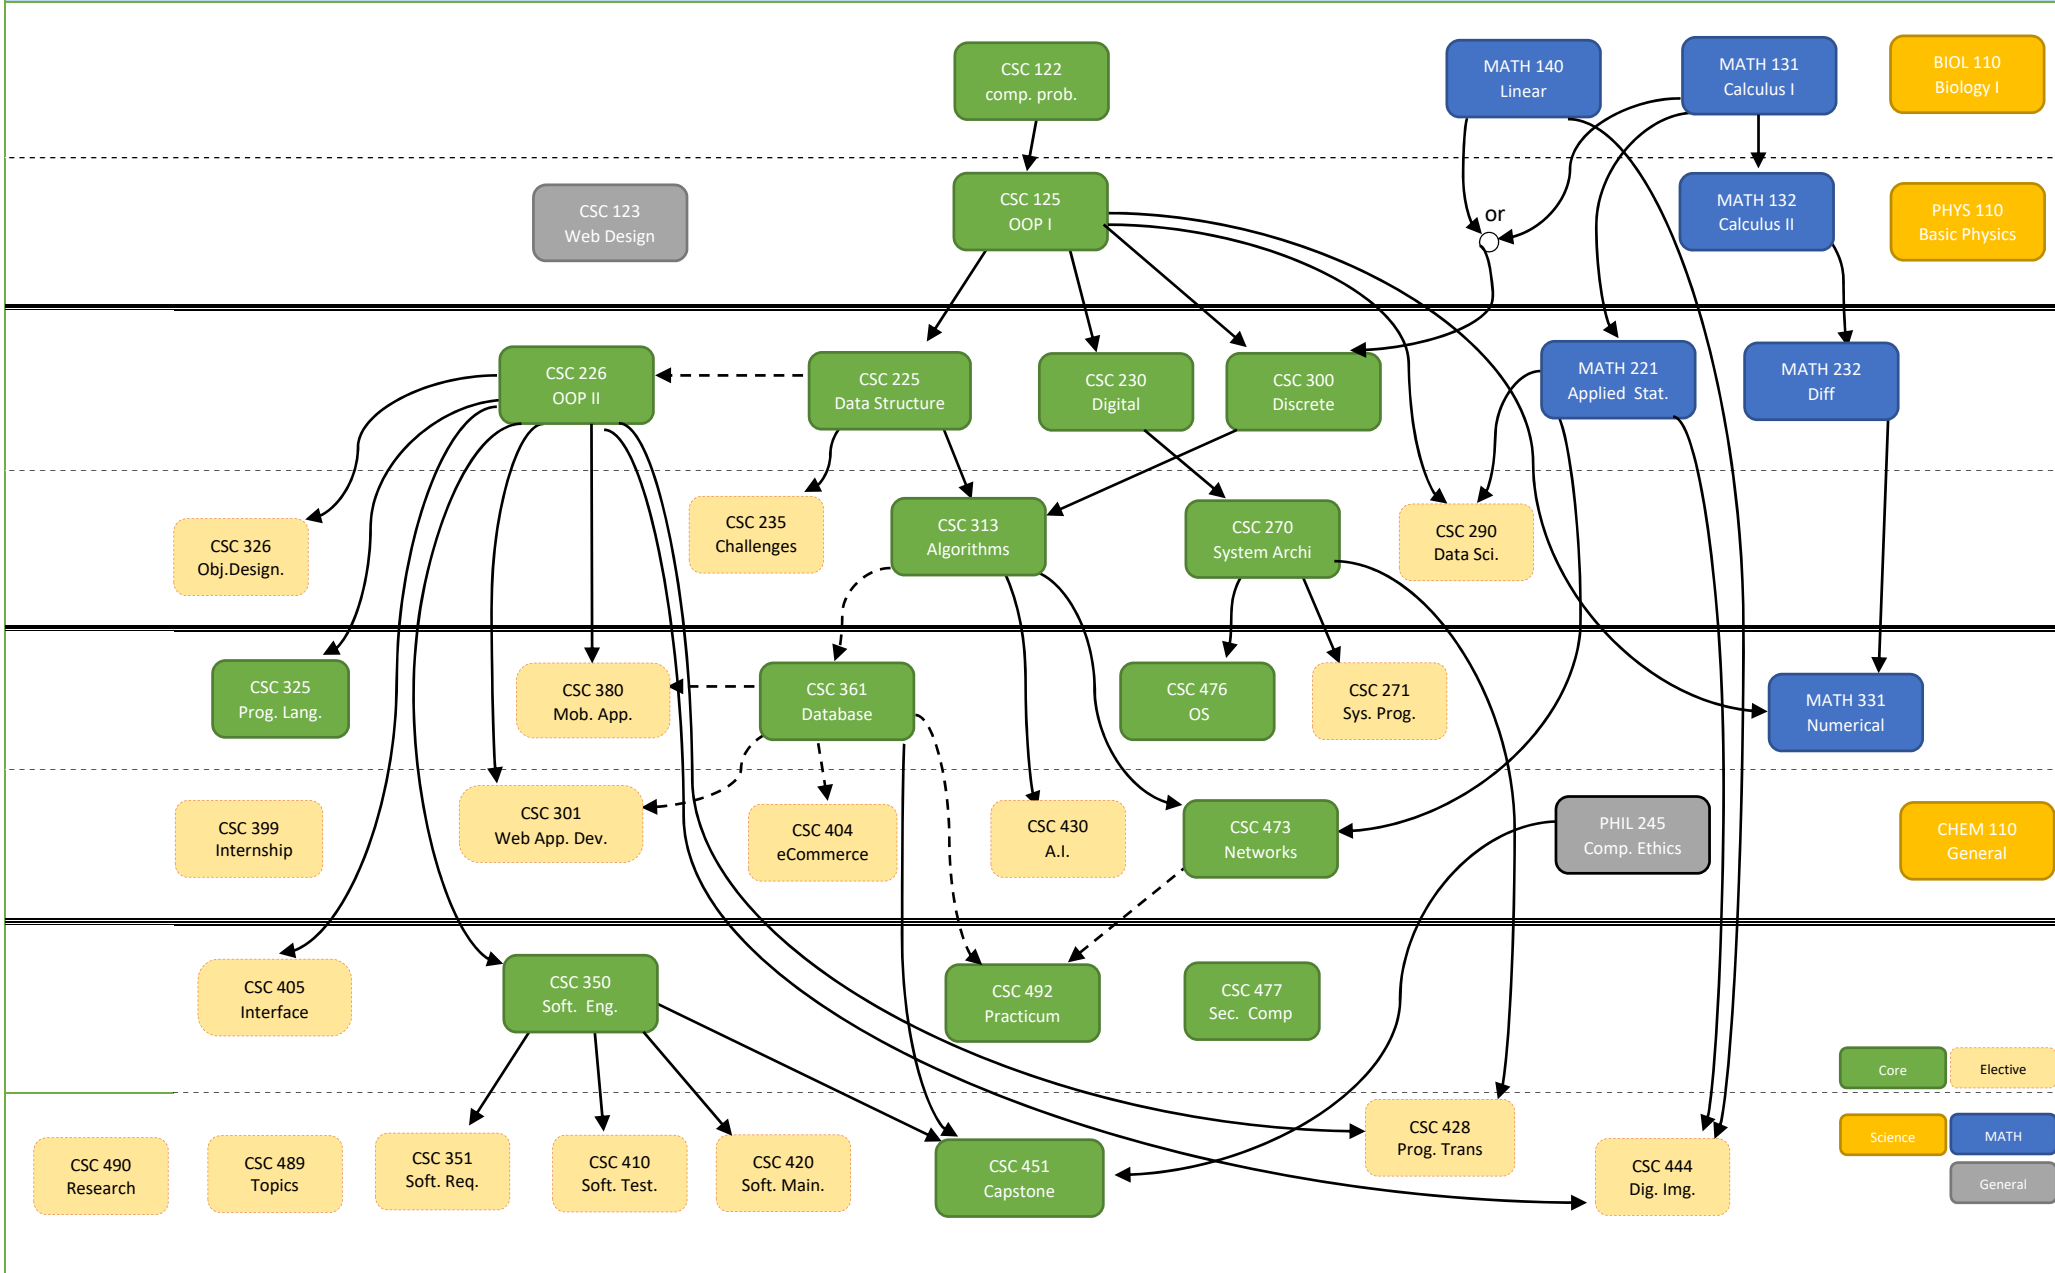 CSC 122
comp. prob.
MATH 140
Linear
MATH 131
Calculus I
BIOL 110
Biology I
CSC 123
Web Design
CSC 125
OOP I
or
MATH 132
Calculus II
PHYS 110
Basic Physics
CSC 226
OOP II
CSC 225
Data Structure
CSC 230
Digital
CSC 300
Discrete
MATH 221
Applied  Stat.
MATH 232
Diff
CSC 326
Obj.Design.
CSC 235
Challenges
CSC 313
Algorithms
CSC 270
System Archi
CSC 290
Data Sci.
CSC 325
Prog. Lang.
CSC 380
Mob. App.
CSC 361
Database
CSC 476
OS
CSC 271
Sys. Prog.
MATH 331
Numerical
CSC 399
Internship
CSC 301
Web App. Dev.
CSC 404
eCommerce
CSC 430
A.I.
CSC 473
Networks
PHIL 245
Comp. Ethics
CHEM 110
General
CSC 405
Interface
CSC 350
Soft.  Eng.
CSC 492
Practicum
CSC 477
Sec.  Comp
Core
Elective
CSC 490
Research
CSC 489
Topics
CSC 351
Soft. Req.
CSC 410
Soft. Test.
CSC 420
Soft. Main.
CSC 451
Capstone
CSC 428
Prog. Trans
CSC 444
Dig. Img.
Science
MATH
General